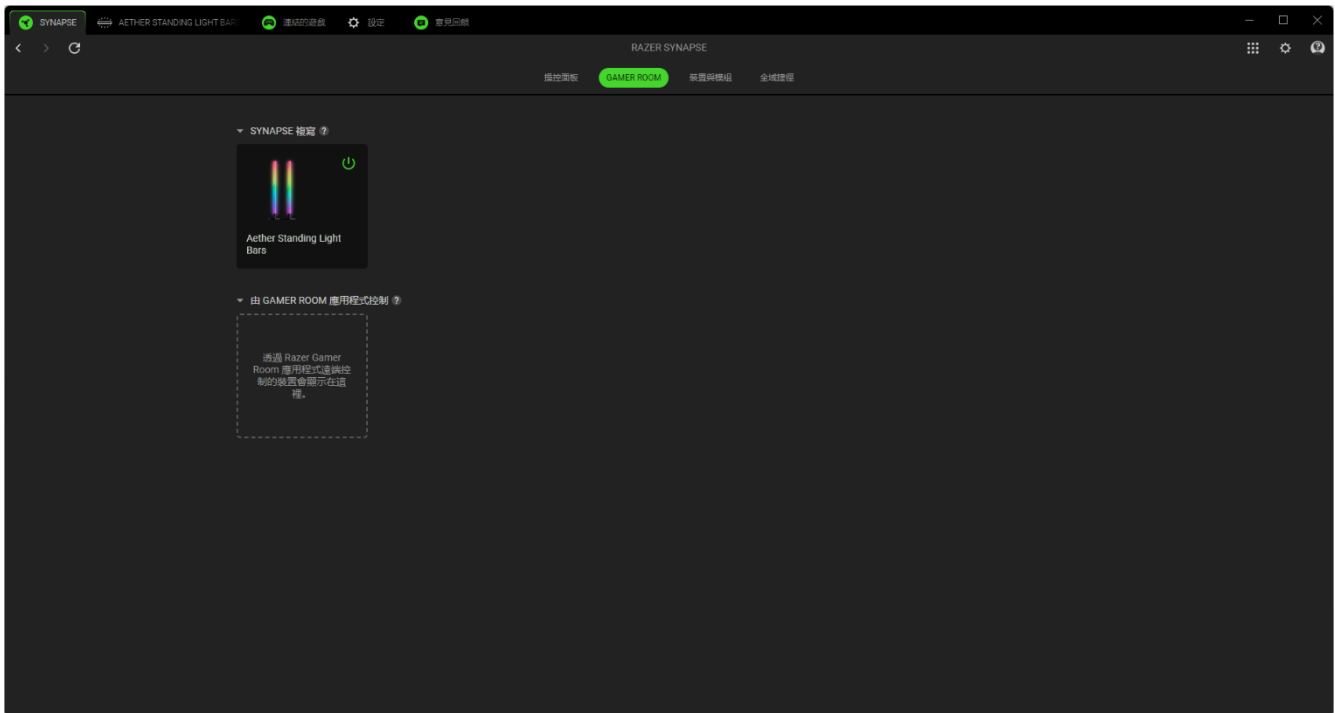 SYNAPSE
AETHER STANDING LIGHT BAR
連結的遊戲
設定
意見回饋
RAZER SYNAPSE
操控面板
GAMER ROOM
裝置與模組
全域捷徑
SYNAPSE 複寫 ?
Aether Standing Light
Bars
由 GAMER ROOM 應用程式控制 ?
透過 Razer Gamer
Room 應用程式遠端控
制的裝置會顯示在這
裡。